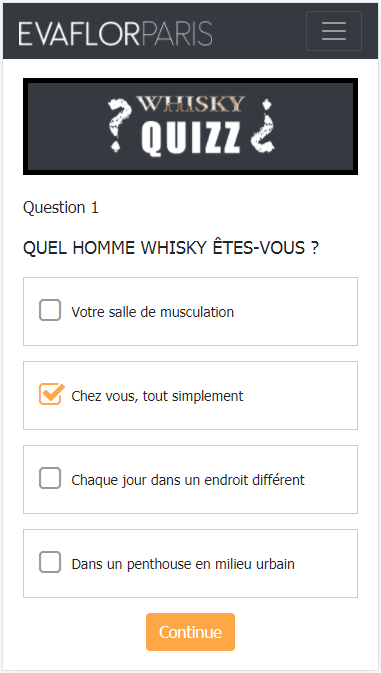 EVAFLORPARIS
WHISKY
? QUIZZ ¿
Question 1
QUEL HOMME WHISKY ÊTES-VOUS ?
Votre salle de musculation
Chez vous, tout simplement
Chaque jour dans un endroit différent
Dans un penthouse en milieu urbain
Continue